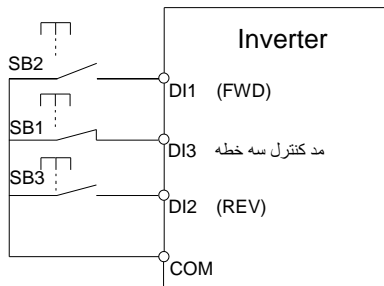 Inverter
SB2
DI1 (FWD)
SB1
DI3 مد کنترل سه خطه
SB3
DI2 (REV)
COM